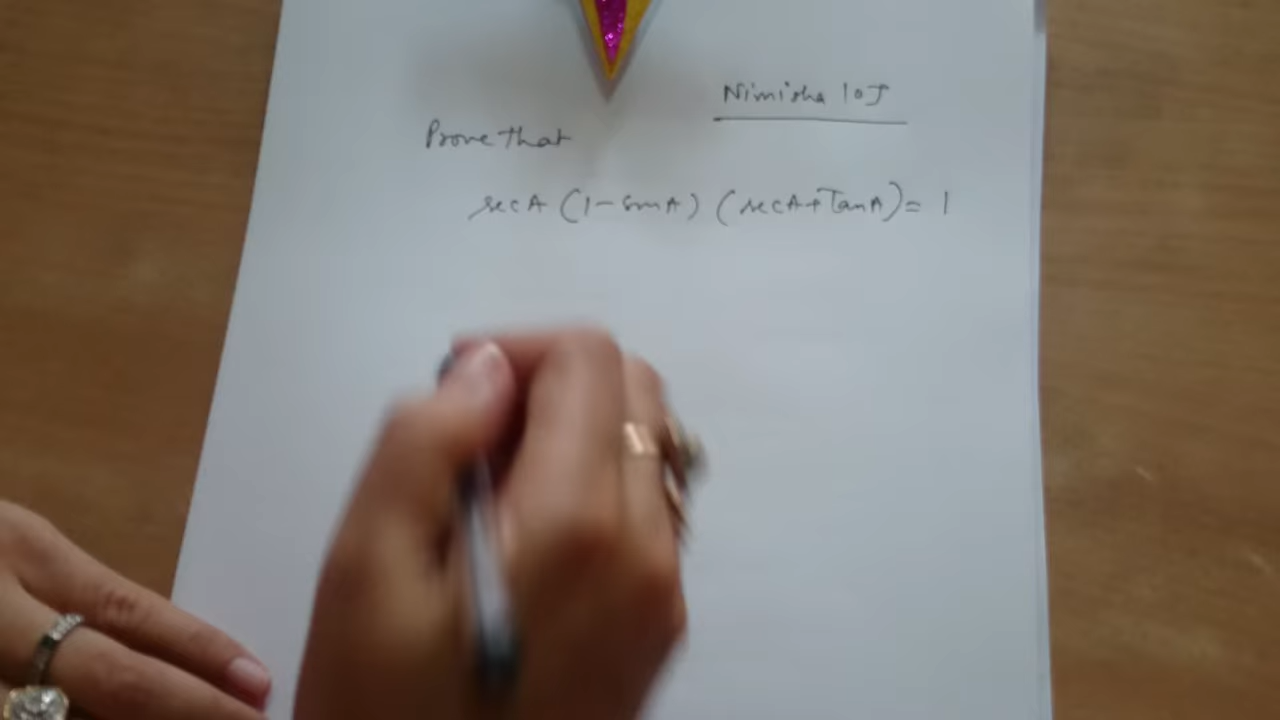 Nimisha 10J
Prove that
secA (1-sinA) (secA+TanA)= 1